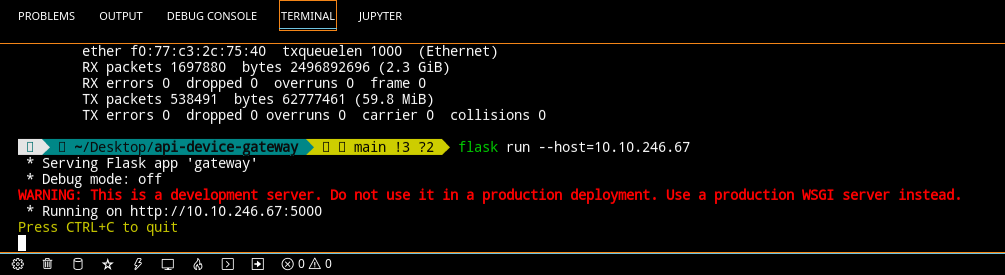 PROBLEMS OUTPUT DEBUG CONSOLE TERMINAL JUPYTER
ether f0:77:c3:2c:75:40 txqueuelen 1000 (Ethernet)
RX packets 1697880 bytes 2496892696 (2.3 GiB)
RX errors 0 dropped 0 overruns 0 frame 0
TX packets 538491 bytes 62777461 (59.8 MiB)
TX errors 0 dropped 0 overruns 0 carrier 0 collisions 0
~/Desktop/api-device-gateway main !3 ?2 flask run --host=10.10.246.67
* Serving Flask app 'gateway'
* Debug mode: off
WARNING: This is a development server. Do not use it in a production deployment. Use a production WSGI server instead.
* Running on http://10.10.246.67:5000
Press CTRL+C to quit
0 0